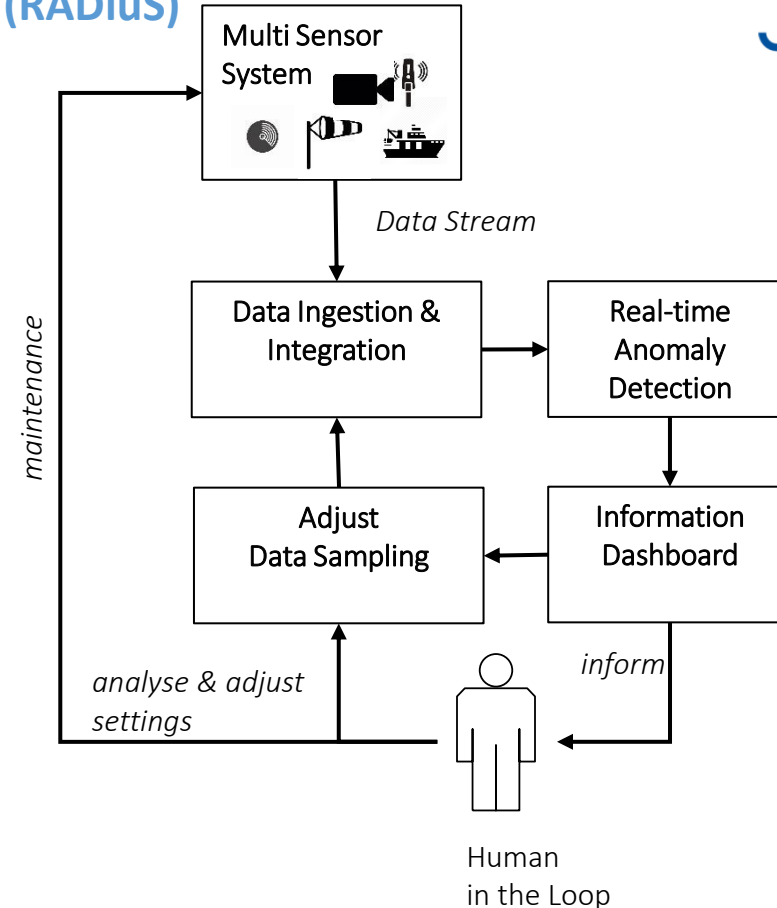 (RADIuS)
Multi Sensor
System
Data Stream
Data Ingestion &
Integration
Real-time
Anomaly
Detection
maintenance
Adjust
Data Sampling
Information
Dashboard
analyse & adjust
settings
inform
Human
in the Loop